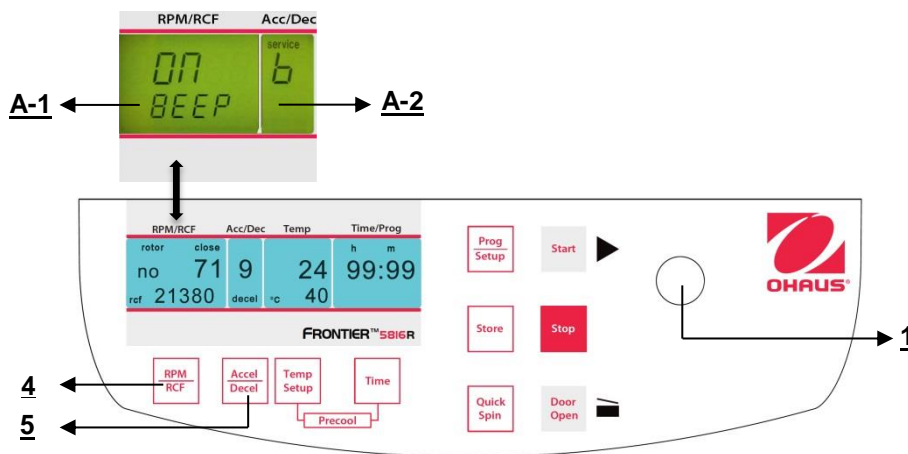 RPM/RCF Acc/Dec
service
ON b
BEEP
A-1 A-2
RPM/RCF Acc/Dec Temp Time/Prog
rotor close h m
no 71 9 24 99:99
rcf 21380 decel °C 40
FRONTIER™ 5816R
Prog
Setup
Start
OHAUS®
Store
Stop
1
RPM
RCF
Accel
Decel
Temp
Setup
Time
4
5
Precool
Quick
Spin
Door
Open